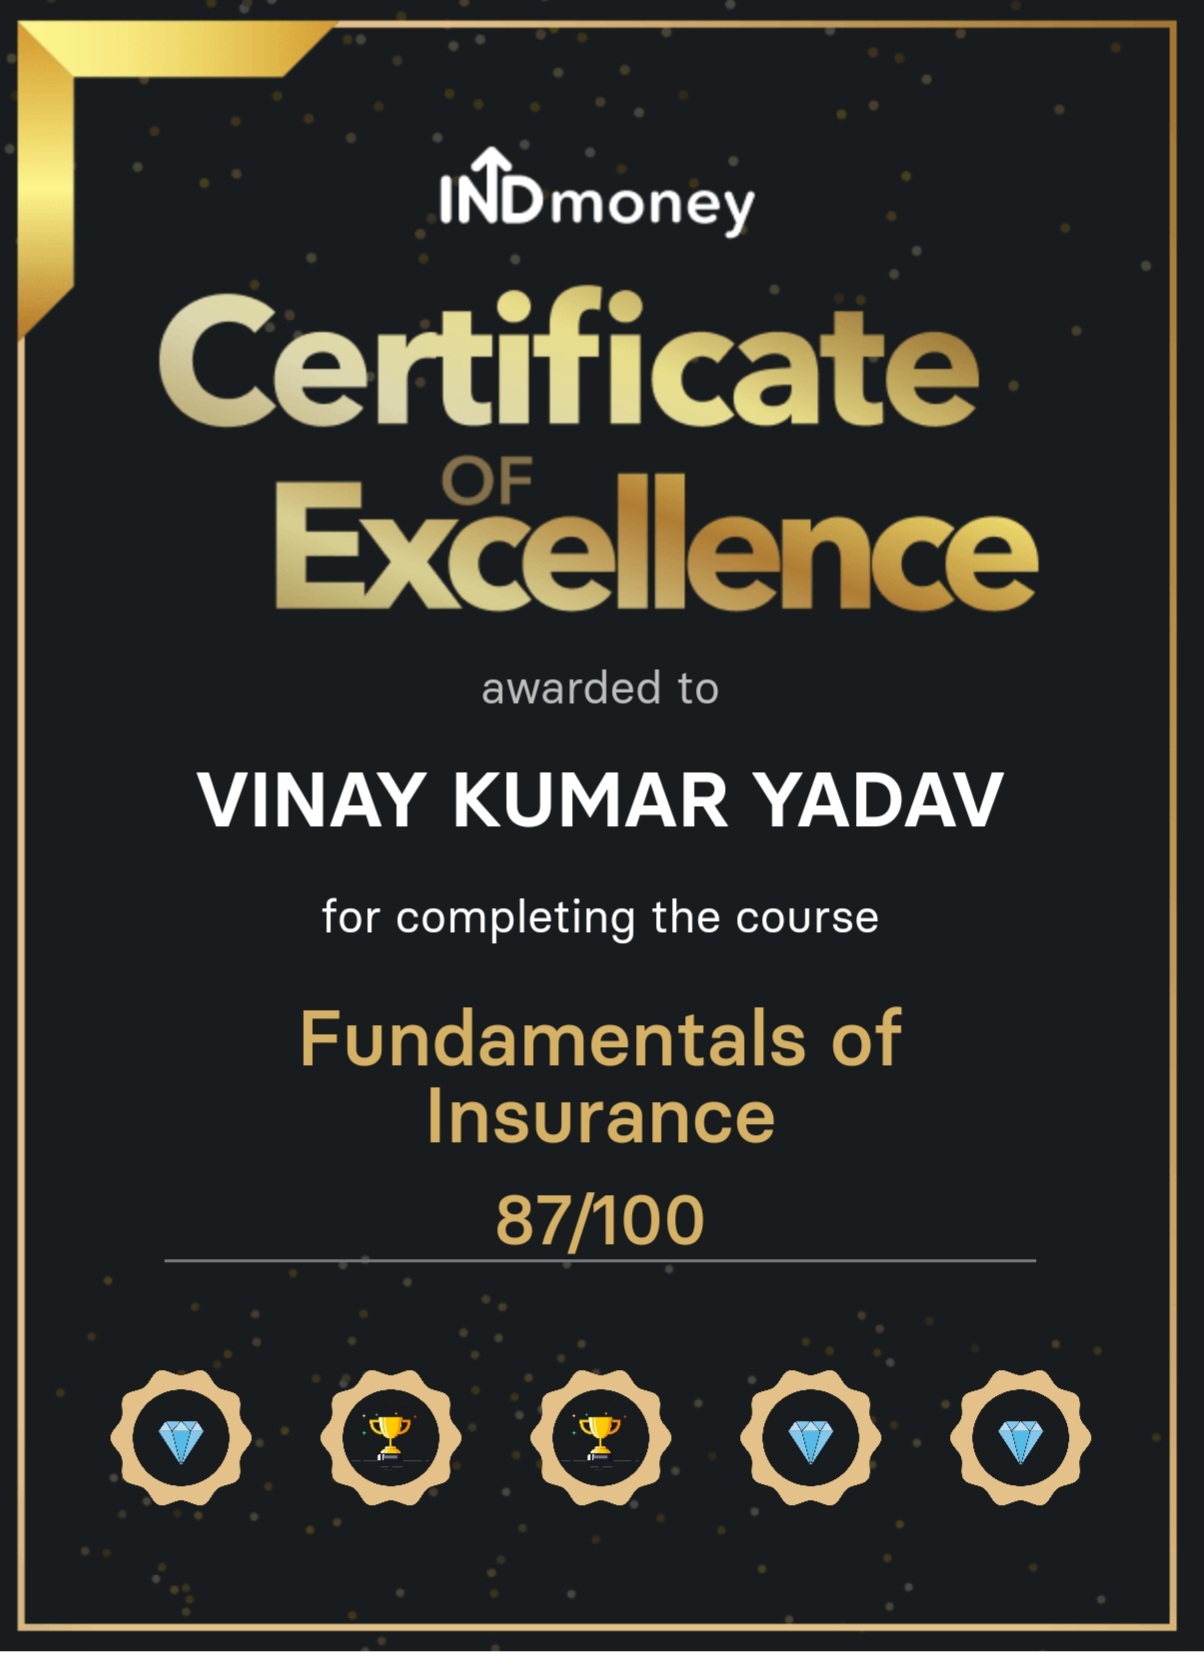 INDmoney
Certificate
OF
Excellence
awarded to
VINAY KUMAR YADAV
for completing the course
Fundamentals of
Insurance
87/100